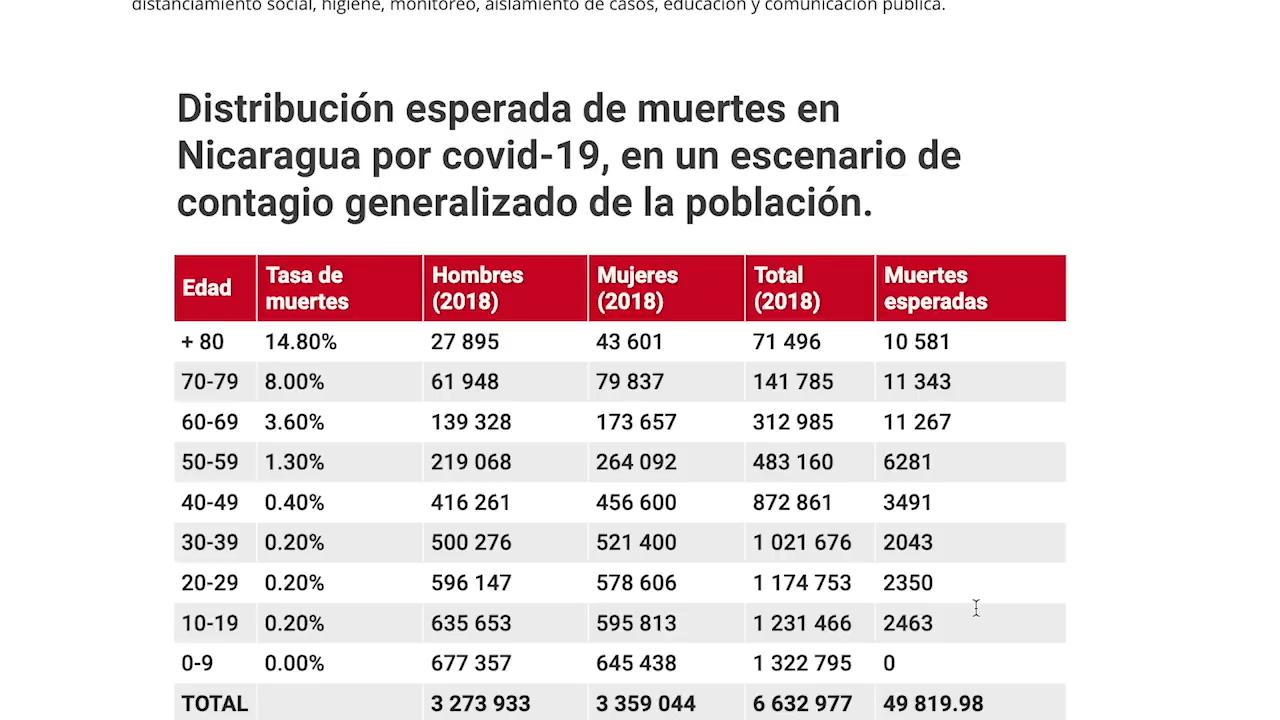 distanciamiento social, higiene, monitoreo, aislamiento de casos, educación y comunicación pública.
Distribución esperada de muertes en
Nicaragua por covid-19, en un escenario de
contagio generalizado de la población.
Edad Tasa de muertes Hombres (2018) Mujeres (2018) Total (2018) Muertes esperadas
+ 80 14.80% 27 895 43 601 71 496 10 581
70-79 8.00% 61 948 79 837 141 785 11 343
60-69 3.60% 139 328 173 657 312 985 11 267
50-59 1.30% 219 068 264 092 483 160 6281
40-49 0.40% 416 261 456 600 872 861 3491
30-39 0.20% 500 276 521 400 1 021 676 2043
20-29 0.20% 596 147 578 606 1 174 753 2350
10-19 0.20% 635 653 595 813 1 231 466 2463
0-9 0.00% 677 357 645 438 1 322 795 0
TOTAL 3 273 933 3 359 044 6 632 977 49 819.98